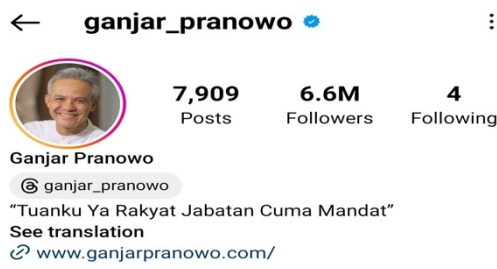 ganjar_pranowo
7,909 6.6M 4
Posts Followers Following
Ganjar Pranowo
ganjar_pranowo
“Tuanku Ya Rakyat Jabatan Cuma Mandat”
See translation
www.ganjarpranowo.com/